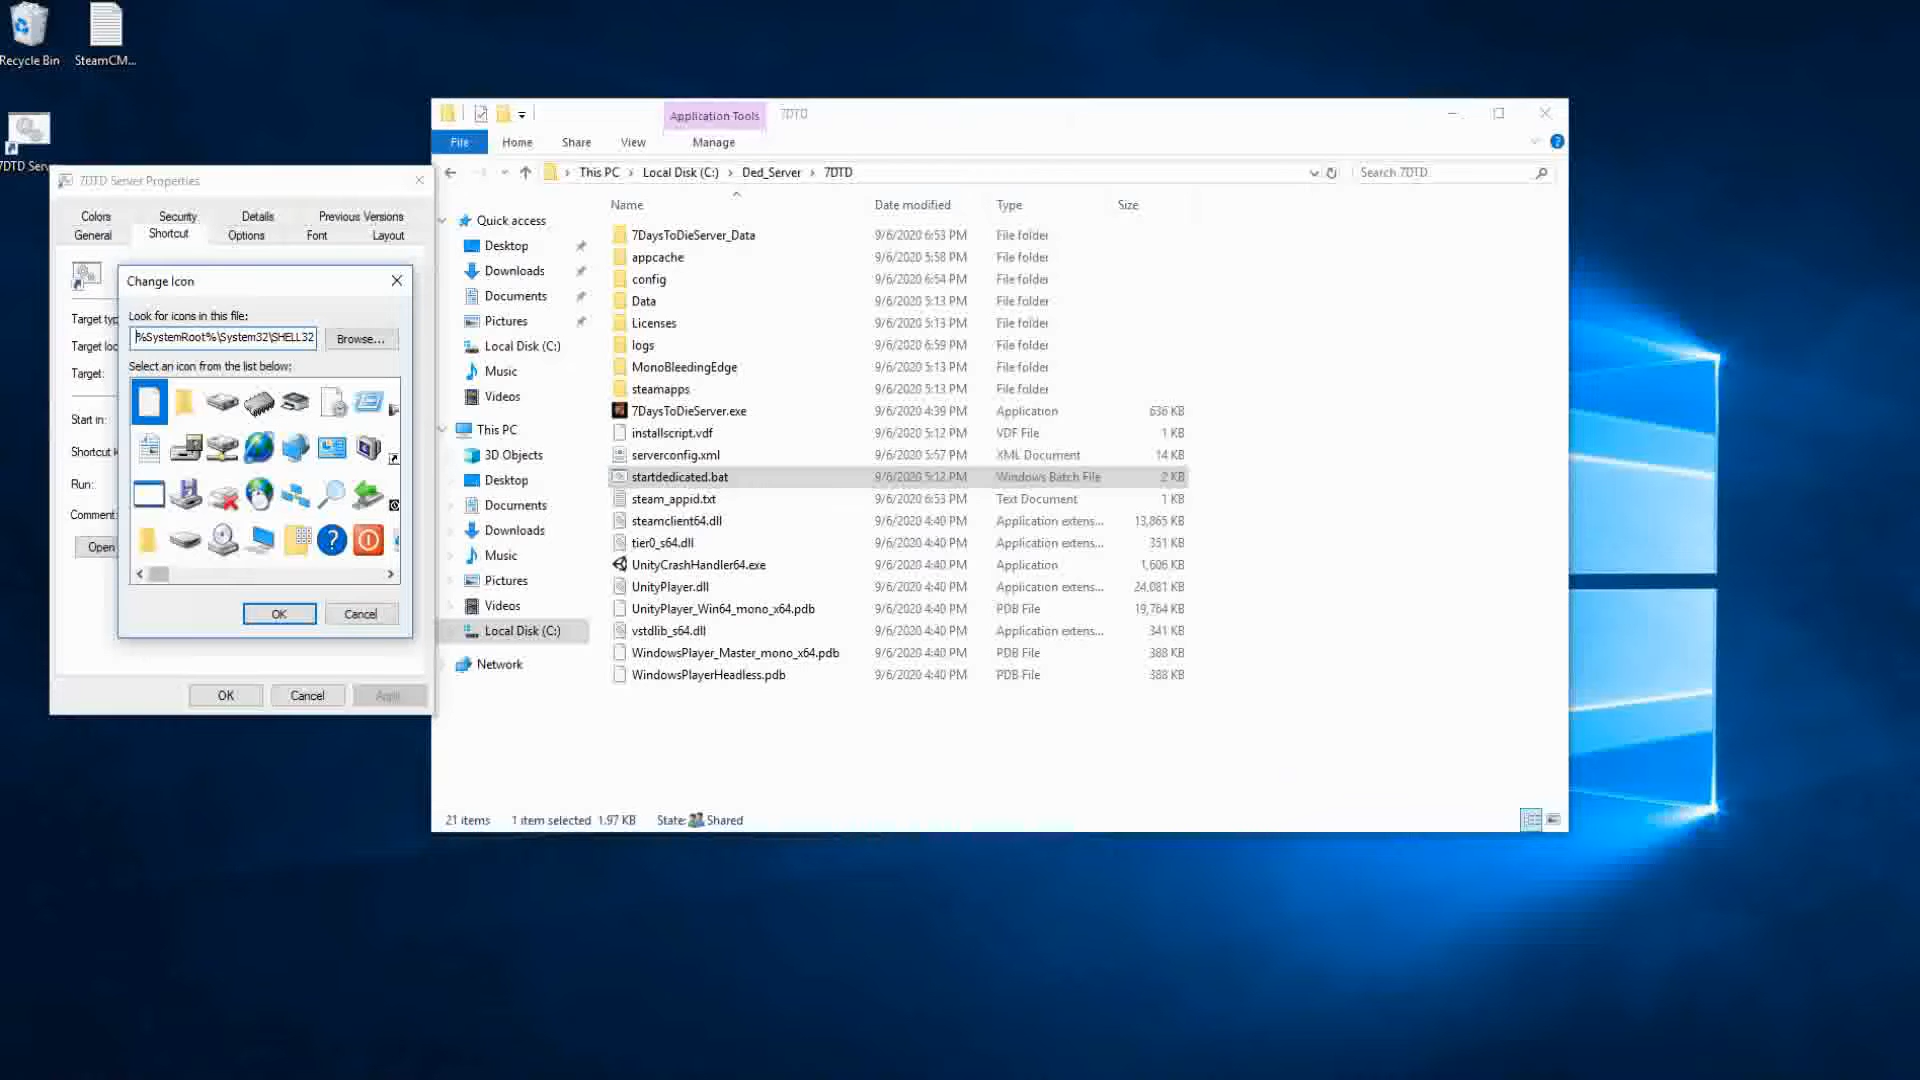 Recycle Bin
SteamCM...
7DTD Serv
Application Tools
7DTD
File
Home
Share
View
Manage
This PC
Local Disk (C:)
Ded_Server
7DTD
Search 7DTD
Name
Date modified
Type
Size
Quick access
Desktop
Downloads
Documents
Pictures
Local Disk (C:)
Music
Videos
This PC
3D Objects
Desktop
Documents
Downloads
Music
Pictures
Videos
Local Disk (C:)
Network
7DaysToDieServer_Data 9/6/2020 6:53 PM File folder
appcache 9/6/2020 5:58 PM File folder
config 9/6/2020 6:54 PM File folder
Data 9/6/2020 5:13 PM File folder
Licenses 9/6/2020 5:13 PM File folder
logs 9/6/2020 6:59 PM File folder
MonoBleedingEdge 9/6/2020 5:13 PM File folder
steamapps 9/6/2020 5:13 PM File folder
7DaysToDieServer.exe 9/6/2020 4:39 PM Application 636 KB
installscript.vdf 9/6/2020 5:12 PM VDF File 1 KB
serverconfig.xml 9/6/2020 5:57 PM XML Document 14 KB
startdedicated.bat 9/6/2020 5:12 PM Windows Batch File 2 KB
steam_appid.txt 9/6/2020 6:53 PM Text Document 1 KB
steamclient64.dll 9/6/2020 4:40 PM Application extens... 13,865 KB
tier0_s64.dll 9/6/2020 4:40 PM Application extens... 351 KB
UnityCrashHandler64.exe 9/6/2020 4:40 PM Application 1,606 KB
UnityPlayer.dll 9/6/2020 4:40 PM Application extens... 24,081 KB
UnityPlayer_Win64_mono_x64.pdb 9/6/2020 4:40 PM PDB File 19,764 KB
vstdlib_s64.dll 9/6/2020 4:40 PM Application extens... 341 KB
WindowsPlayer_Master_mono_x64.pdb 9/6/2020 4:40 PM PDB File 388 KB
WindowsPlayerHeadless.pdb 9/6/2020 4:40 PM PDB File 388 KB
21 items
1 item selected 1.97 KB
State: Shared
7DTD Server Properties
Colors
Security
Details
Previous Versions
General
Shortcut
Options
Font
Layout
Target typ
Target loc
Target:
Start in:
Shortcut k
Run:
Comment:
Open
OK
Cancel
Apply
Change Icon
Look for icons in this file:
%SystemRoot%\System32\SHELL32
Browse...
Select an icon from the list below:
OK
Cancel